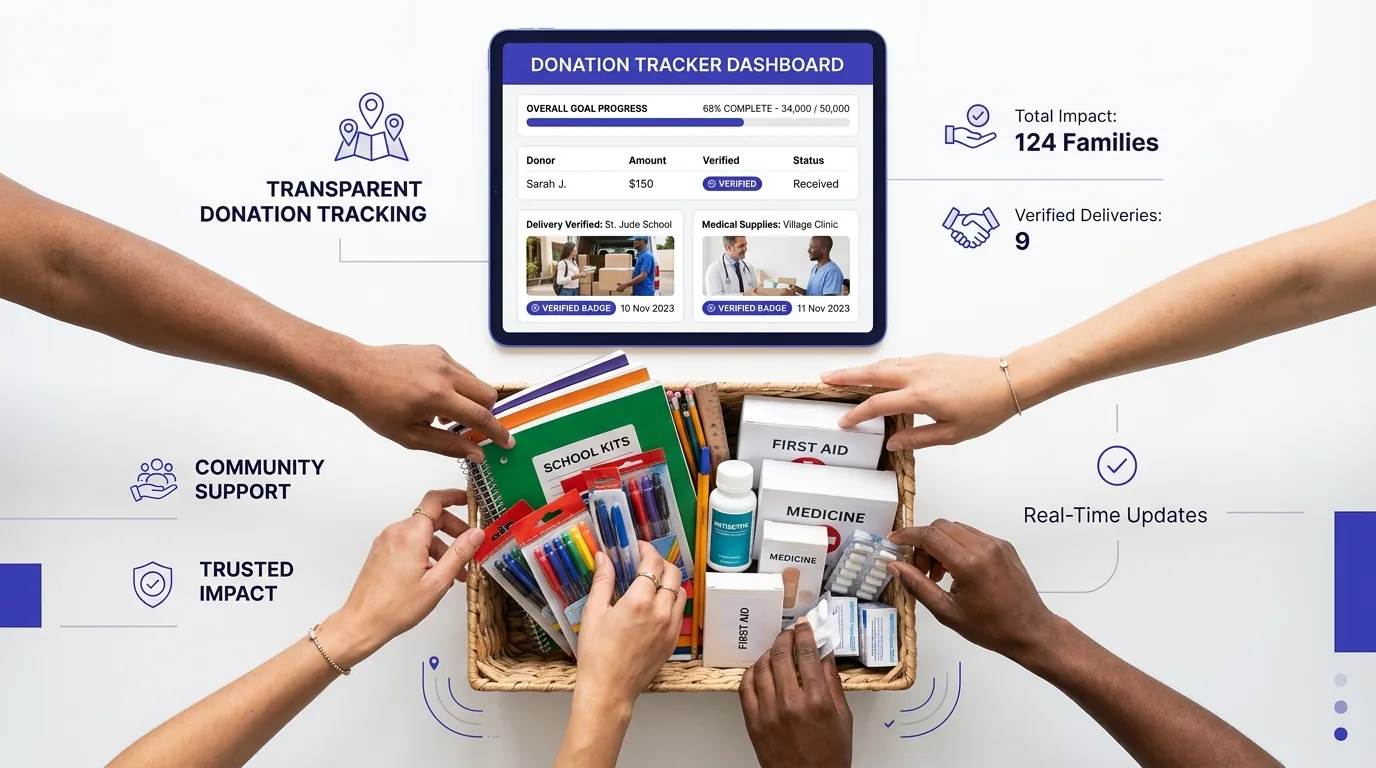 DONATION TRACKER DASHBOARD
OVERALL GOAL PROGRESS
68% COMPLETE - 34,000 / 50,000
Donor Amount Verified Status
Sarah J. $150 VERIFIED Received
Delivery Verified: St. Jude School
VERIFIED BADGE 10 Nov 2023
Medical Supplies: Village Clinic
VERIFIED BADGE 11 Nov 2023
TRANSPARENT
DONATION TRACKING
Total Impact:
124 Families
Verified Deliveries:
9
COMMUNITY
SUPPORT
TRUSTED
IMPACT
Real-Time Updates
SCHOOL KITS
FIRST AID
MEDICINE
MEDICINE
FIRST AID